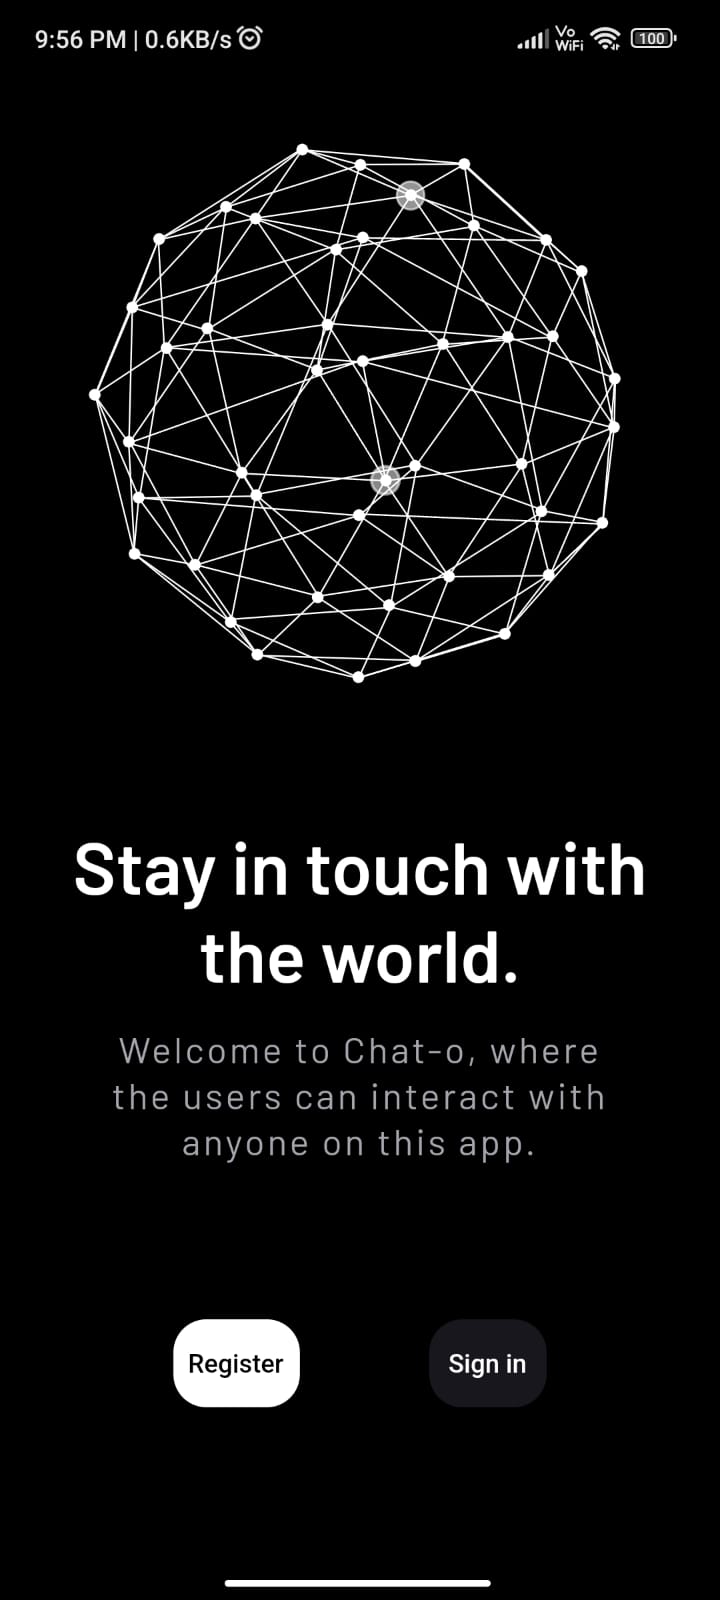 9:56 PM | 0.6KB/s
Vo
WiFi
100
Stay in touch with
the world.
Welcome to Chat-o, where
the users can interact with
anyone on this app.
Register
Sign in